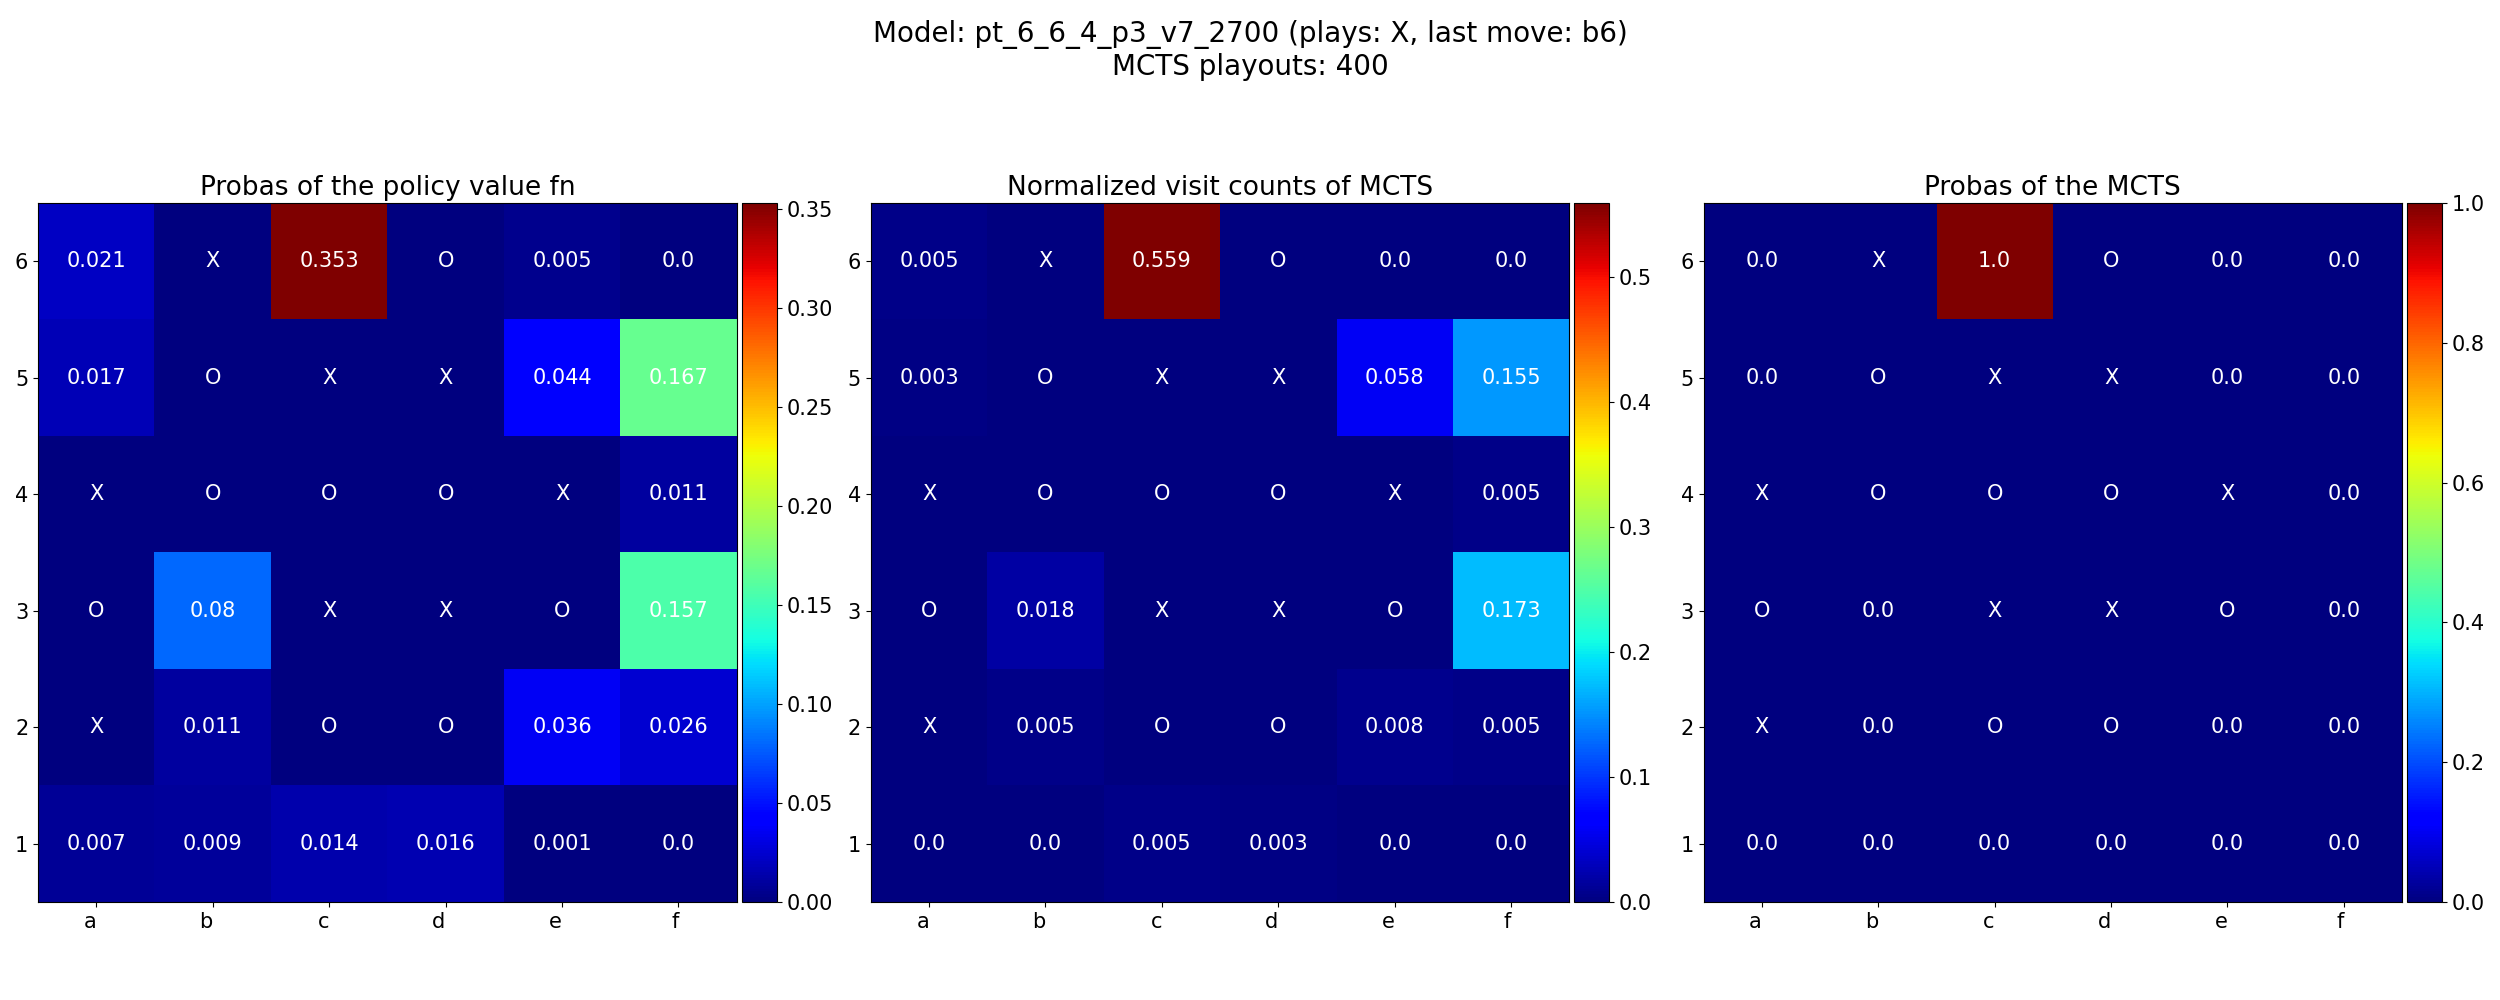 Model: pt_6_6_4_p3_v7_2700 (plays: X, last move: b6)
MCTS playouts: 400
Probas of the policy value fn
6 0.021 X 0.353 O 0.005 0.0
5 0.017 O X X 0.044 0.167
4 X O O O X 0.011
3 O 0.08 X X O 0.157
2 X 0.011 O O 0.036 0.026
1 0.007 0.009 0.014 0.016 0.001 0.0
a b c d e f
0.35
0.30
0.25
0.20
0.15
0.10
0.05
0.00
Normalized visit counts of MCTS
6 0.005 X 0.559 O 0.0 0.0
5 0.003 O X X 0.058 0.155
4 X O O O X 0.005
3 O 0.018 X X O 0.173
2 X 0.005 O O 0.008 0.005
1 0.0 0.0 0.005 0.003 0.0 0.0
a b c d e f
0.5
0.4
0.3
0.2
0.1
0.0
Probas of the MCTS
6 0.0 X 1.0 O 0.0 0.0
5 0.0 O X X 0.0 0.0
4 X O O O X 0.0
3 O 0.0 X X O 0.0
2 X 0.0 O O 0.0 0.0
1 0.0 0.0 0.0 0.0 0.0 0.0
a b c d e f
1.0
0.8
0.6
0.4
0.2
0.0